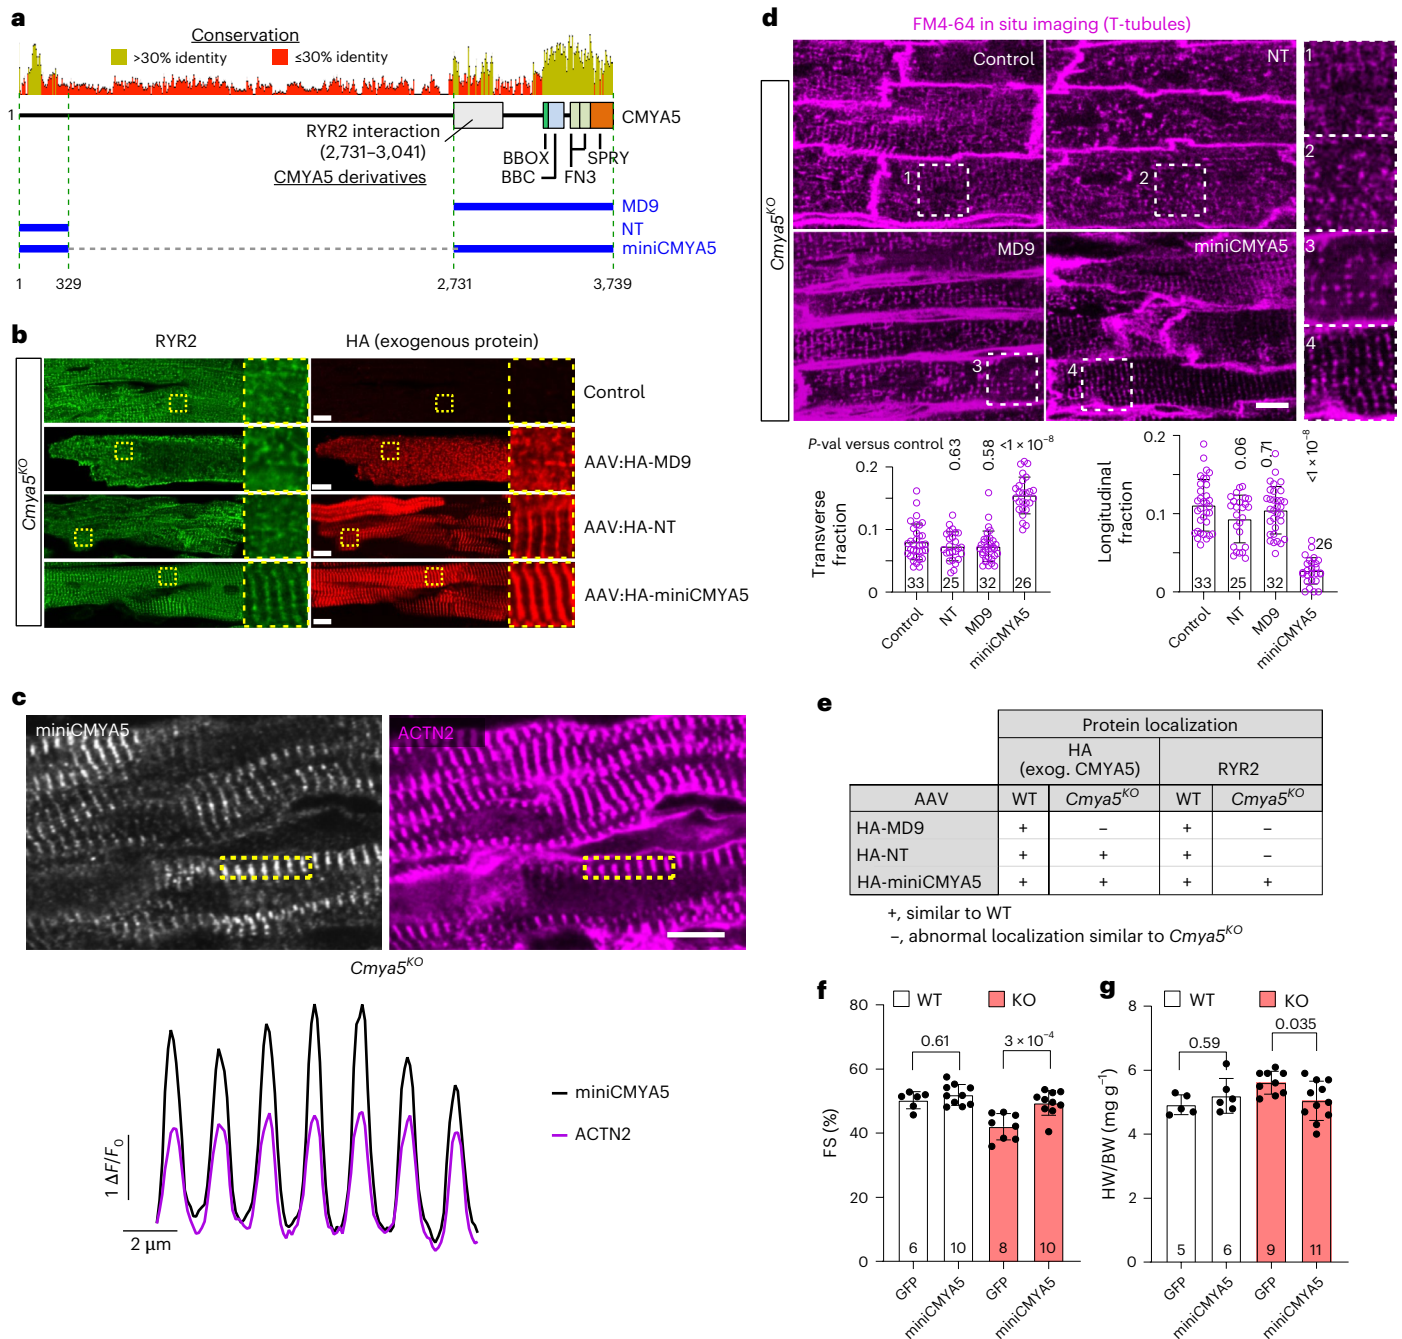 a
Conservation
>30% identity
≤30% identity
1
CMYA5
RYR2 interaction
(2,731–3,041)
CMYA5 derivatives
BBOX
SPRY
BBC
FN3
MD9
NT
miniCMYA5
1
329
2,731
3,739
b
RYR2
HA (exogenous protein)
Cmya5KO
Control
AAV:HA-MD9
AAV:HA-NT
AAV:HA-miniCMYA5
c
miniCMYA5
ACTN2
Cmya5KO
miniCMYA5
ACTN2
1 ΔF/F0
2 µm
d
FM4-64 in situ imaging (T-tubules)
Cmya5KO
Control
NT
MD9
miniCMYA5
1
2
3
4
1
2
3
4
P-val versus control
0.63
0.58
<1 × 10−8
Transverse
fraction
0.2
0.1
0
33
25
32
26
Control
NT
MD9
miniCMYA5
0.06
0.71
<1 × 10−8
Longitudinal
fraction
0.2
0.1
0
33
25
32
26
Control
NT
MD9
miniCMYA5
e
Protein localization
HA
(exog. CMYA5)
RYR2
AAV WT Cmya5KO WT Cmya5KO
HA-MD9 + – + –
HA-NT + + + –
HA-miniCMYA5 + + + +
+, similar to WT
–, abnormal localization similar to Cmya5KO
f
WT
KO
FS (%)
80
60
40
20
0
0.61
3 × 10−4
6
10
8
10
GFP
miniCMYA5
GFP
miniCMYA5
g
WT
KO
HW/BW (mg g−1)
8
6
4
2
0
0.59
0.035
5
6
9
11
GFP
miniCMYA5
GFP
miniCMYA5